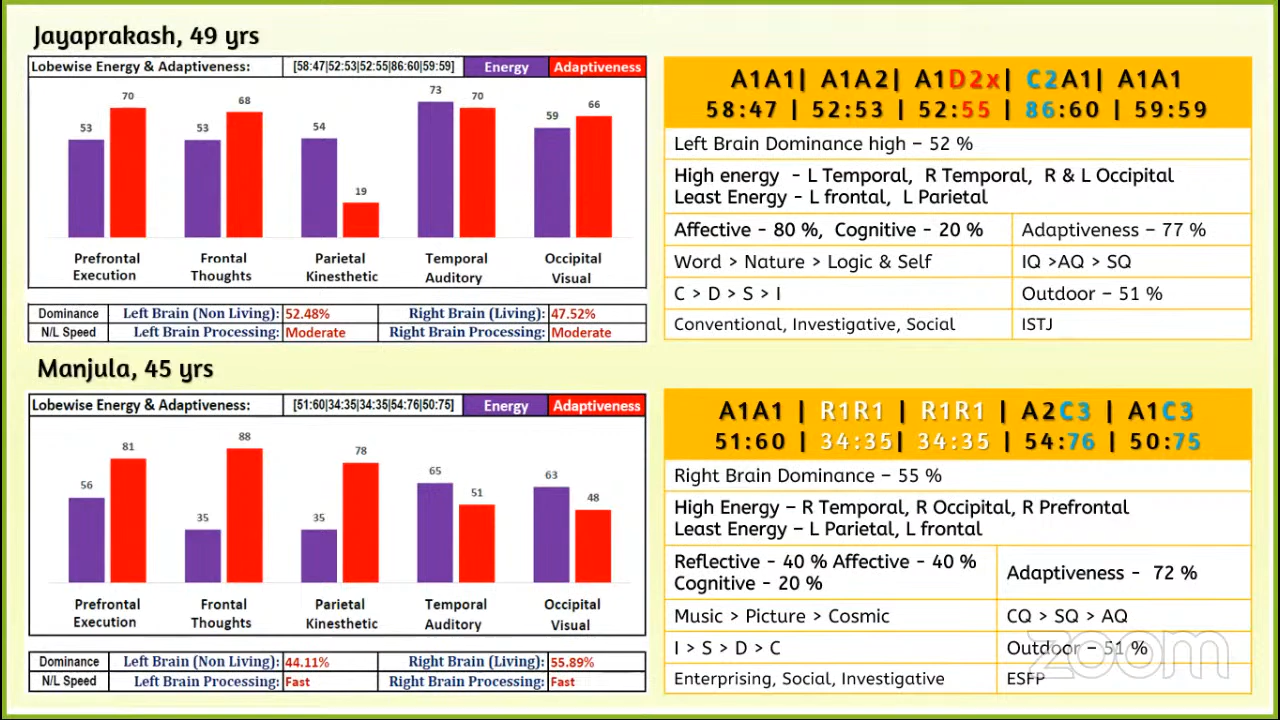 Jayaprakash, 49 yrs
Lobewise Energy & Adaptiveness: [58:47|52:53|52:55|86:60|59:59] Energy Adaptiveness
53 70 53 68 54 19 73 70 59 66
Prefrontal Execution Frontal Thoughts Parietal Kinesthetic Temporal Auditory Occipital Visual
Dominance Left Brain (Non Living): 52.48% Right Brain (Living): 47.52%
N/L Speed Left Brain Processing: Moderate Right Brain Processing: Moderate
A1A1| A1A2| A1D2x| C2A1| A1A1
58:47 | 52:53 | 52:55 | 86:60 | 59:59
Left Brain Dominance high – 52 %
High energy - L Temporal, R Temporal, R & L Occipital
Least Energy – L frontal, L Parietal
Affective - 80 %, Cognitive - 20 % Adaptiveness – 77 %
Word > Nature > Logic & Self IQ >AQ > SQ
C > D > S > I Outdoor – 51 %
Conventional, Investigative, Social ISTJ
Manjula, 45 yrs
Lobewise Energy & Adaptiveness: [51:60|34:35|34:35|54:76|50:75] Energy Adaptiveness
56 81 35 88 35 78 65 51 63 48
Prefrontal Execution Frontal Thoughts Parietal Kinesthetic Temporal Auditory Occipital Visual
Dominance Left Brain (Non Living): 44.11% Right Brain (Living): 55.89%
N/L Speed Left Brain Processing: Fast Right Brain Processing: Fast
A1A1 | R1R1 | R1R1 | A2C3 | A1C3
51:60 | 34:35| 34:35 | 54:76 | 50:75
Right Brain Dominance – 55 %
High Energy – R Temporal, R Occipital, R Prefrontal
Least Energy – L Parietal, L frontal
Reflective - 40 % Affective - 40 %
Cognitive - 20 % Adaptiveness - 72 %
Music > Picture > Cosmic CQ > SQ > AQ
I > S > D > C Outdoor – 51 %
Enterprising, Social, Investigative ESFP
zoom